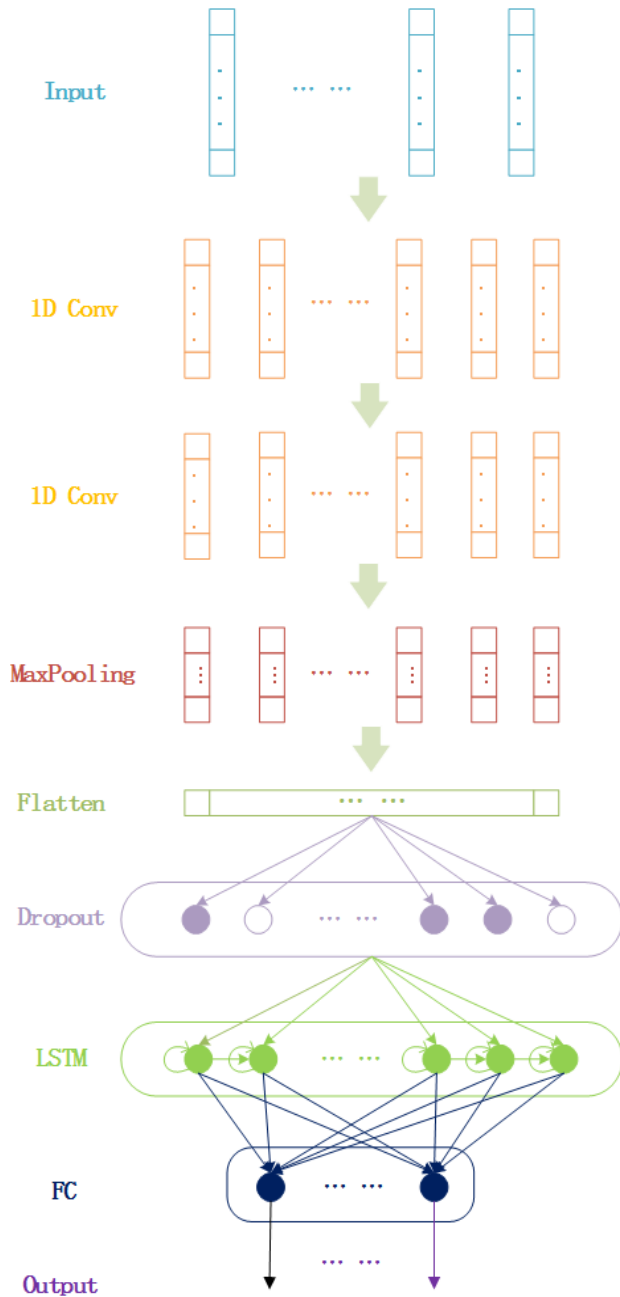 Input
1D Conv
1D Conv
MaxPooling
Flatten
Dropout
LSTM
FC
Output